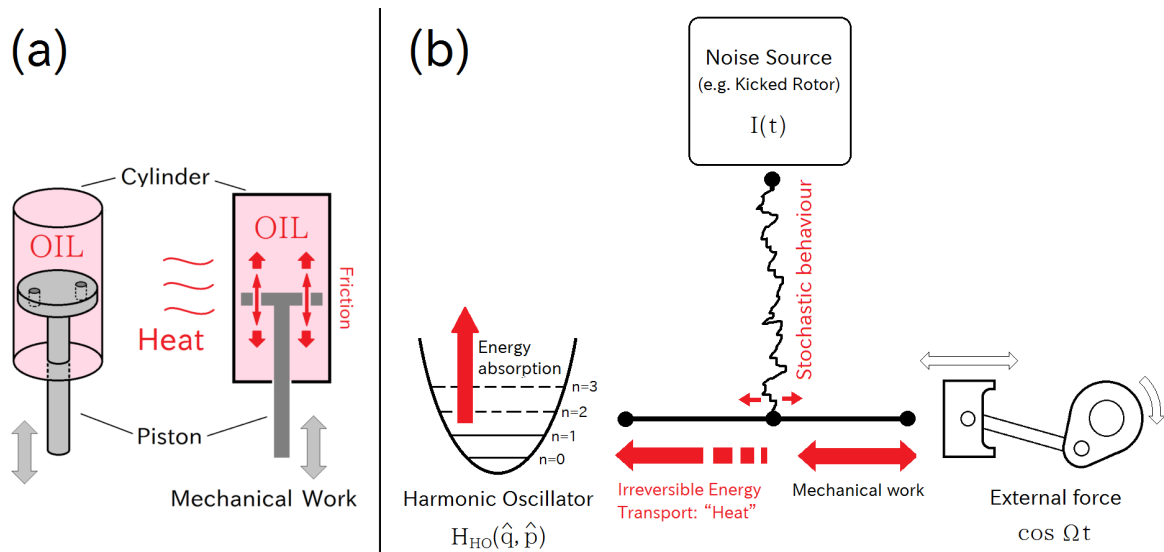 (a)
Cylinder
OIL
OIL
Friction
Heat
Piston
Mechanical Work
(b)
Noise Source
(e.g. Kicked Rotor)
I(t)
Stochastic behaviour
Energy
absorption
n=3
n=2
n=1
n=0
Harmonic Oscillator
H_HO(q̂, p̂)
Irreversible Energy
Transport: “Heat”
Mechanical work
External force
cos Ωt